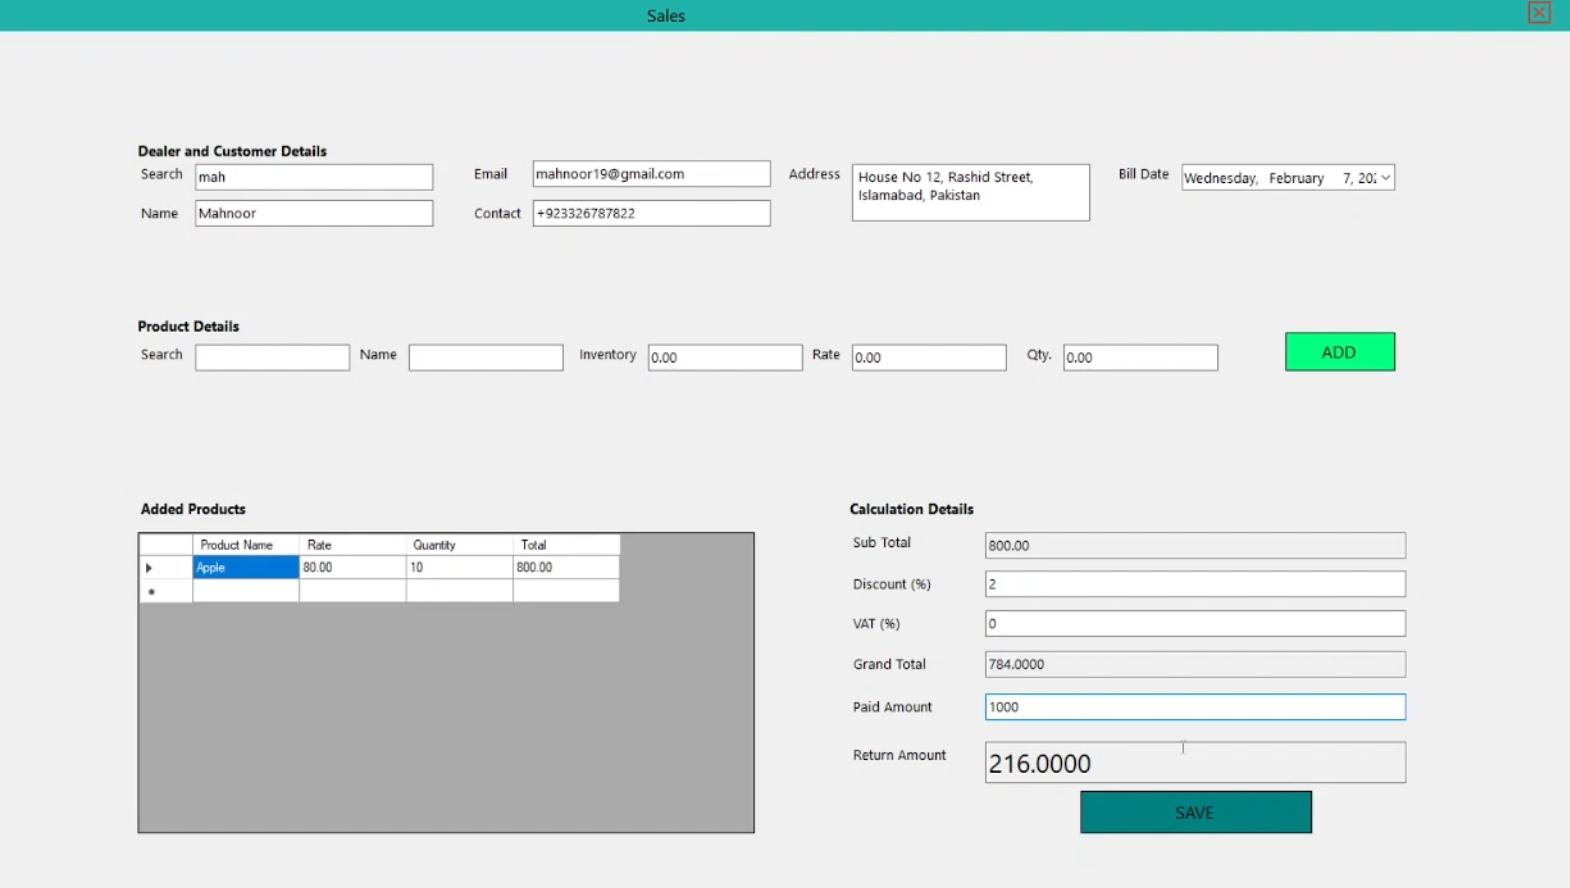 Sales
Dealer and Customer Details
Search mah
Email mahnoor19@gmail.com
Address House No 12, Rashid Street,
Islamabad, Pakistan
Bill Date Wednesday, February 7,
Name Mahnoor
Contact +923326787822
Product Details
Search Name Inventory 0.00 Rate 0.00 Qty. 0.00 ADD
Added Products
Product Name Rate Quantity Total
Apple 80.00 10 800.00
Calculation Details
Sub Total 800.00
Discount (%) 2
VAT (%) 0
Grand Total 784.0000
Paid Amount 1000
Return Amount 216.0000
SAVE